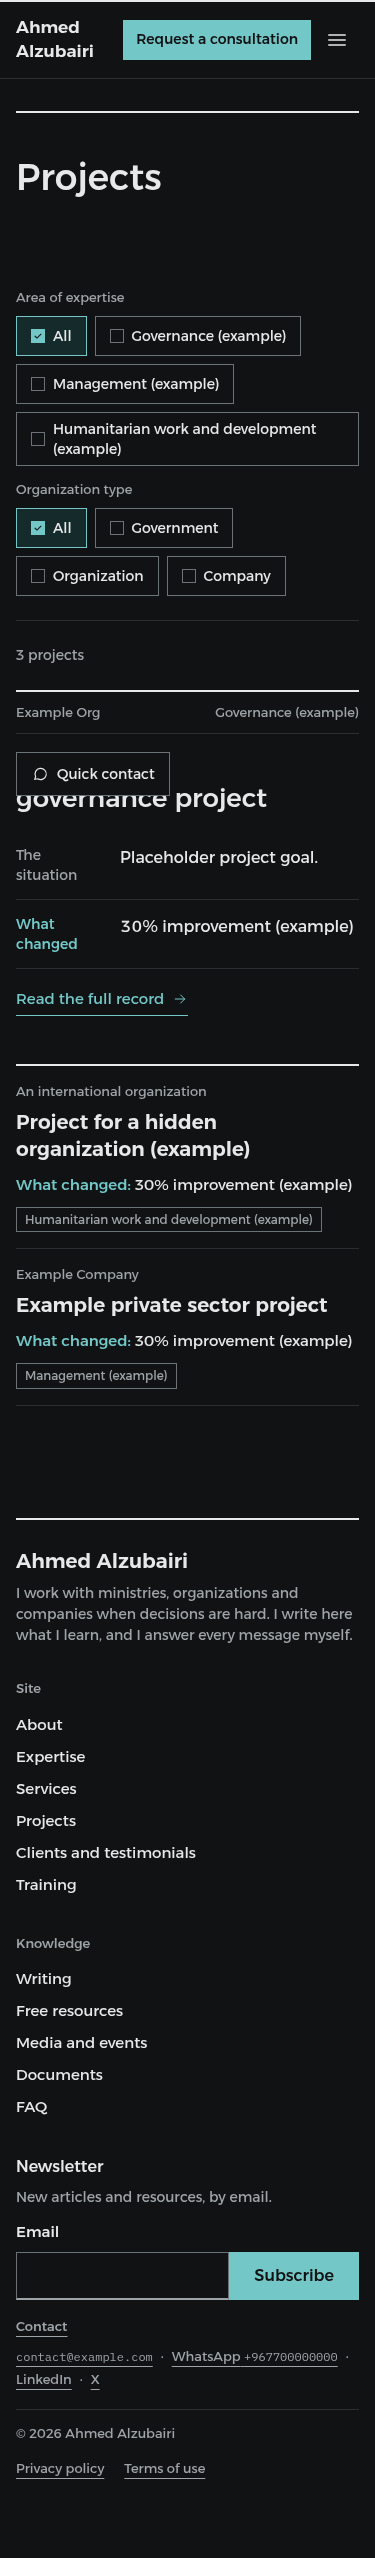 Ahmed
Alzubairi
Request a consultation
Projects
Area of expertise
All
Governance (example)
Management (example)
Humanitarian work and development
(example)
Organization type
All
Government
Organization
Company
3 projects
Example Org
Governance (example)
Quick contact
governance project
The
situation
Placeholder project goal.
What
changed
30% improvement (example)
Read the full record →
An international organization
Project for a hidden
organization (example)
What changed: 30% improvement (example)
Humanitarian work and development (example)
Example Company
Example private sector project
What changed: 30% improvement (example)
Management (example)
Ahmed Alzubairi
I work with ministries, organizations and
companies when decisions are hard. I write here
what I learn, and I answer every message myself.
Site
About
Expertise
Services
Projects
Clients and testimonials
Training
Knowledge
Writing
Free resources
Media and events
Documents
FAQ
Newsletter
New articles and resources, by email.
Email
Subscribe
Contact
contact@example.com · WhatsApp +967700000000 ·
LinkedIn · X
© 2026 Ahmed Alzubairi
Privacy policy Terms of use